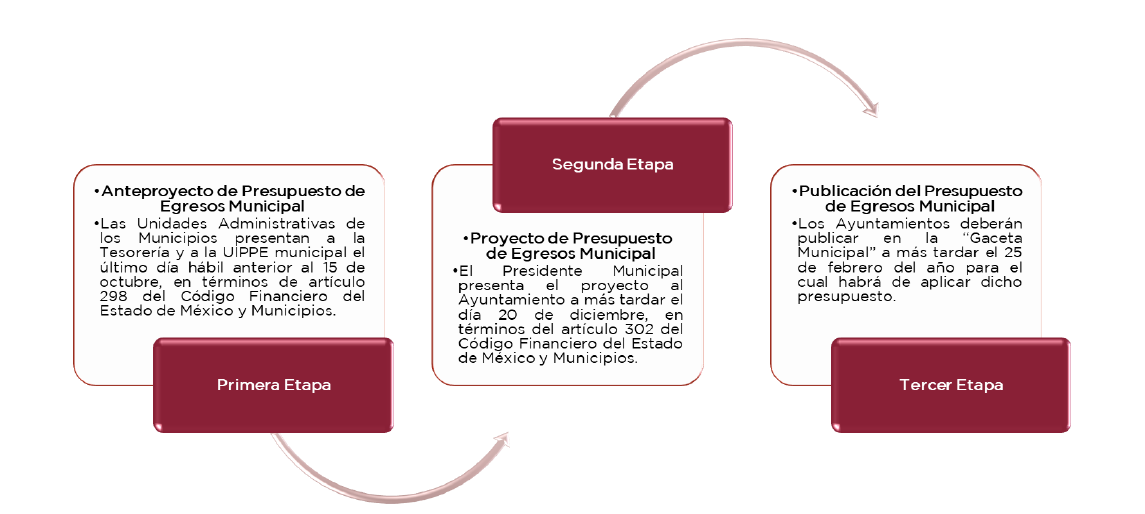 •Anteproyecto de Presupuesto de
Egresos Municipal
•Las Unidades Administrativas de
los Municipios presentan a la
Tesorería y a la UIPPE municipal el
último día hábil anterior al 15 de
octubre, en términos de artículo
298 del Código Financiero del
Estado de México y Municipios.
Primera Etapa
Segunda Etapa
•Proyecto de Presupuesto
de Egresos Municipal
•El Presidente Municipal
presenta el proyecto al
Ayuntamiento a más tardar el
día 20 de diciembre, en
términos del artículo 302 del
Código Financiero del Estado
de México y Municipios.
•Publicación del Presupuesto
de Egresos Municipal
•Los Ayuntamientos deberán
publicar en la “Gaceta
Municipal” a más tardar el 25
de febrero del año para el
cual habrá de aplicar dicho
presupuesto.
Tercer Etapa